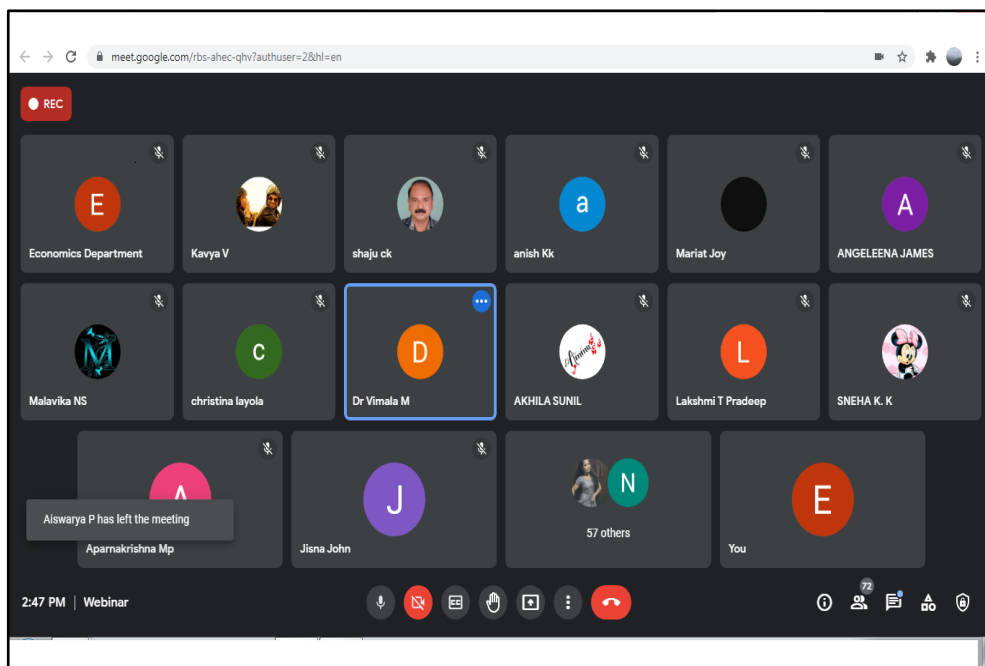 meet.google.com/rbs-ahec-qhv?authuser=2&hl=en
REC
E
Economics Department
Kavya V
shaju ck
a
anish Kk
Mariat Joy
A
ANGELEENA JAMES
M
Malavika NS
c
christina layola
D
Dr Vimala M
AKHILA SUNIL
L
Lakshmi T Pradeep
SNEHA K. K
A
Aiswarya P has left the meeting
Aparnakrishna Mp
J
Jisna John
N
57 others
E
You
2:47 PM | Webinar
CC
72